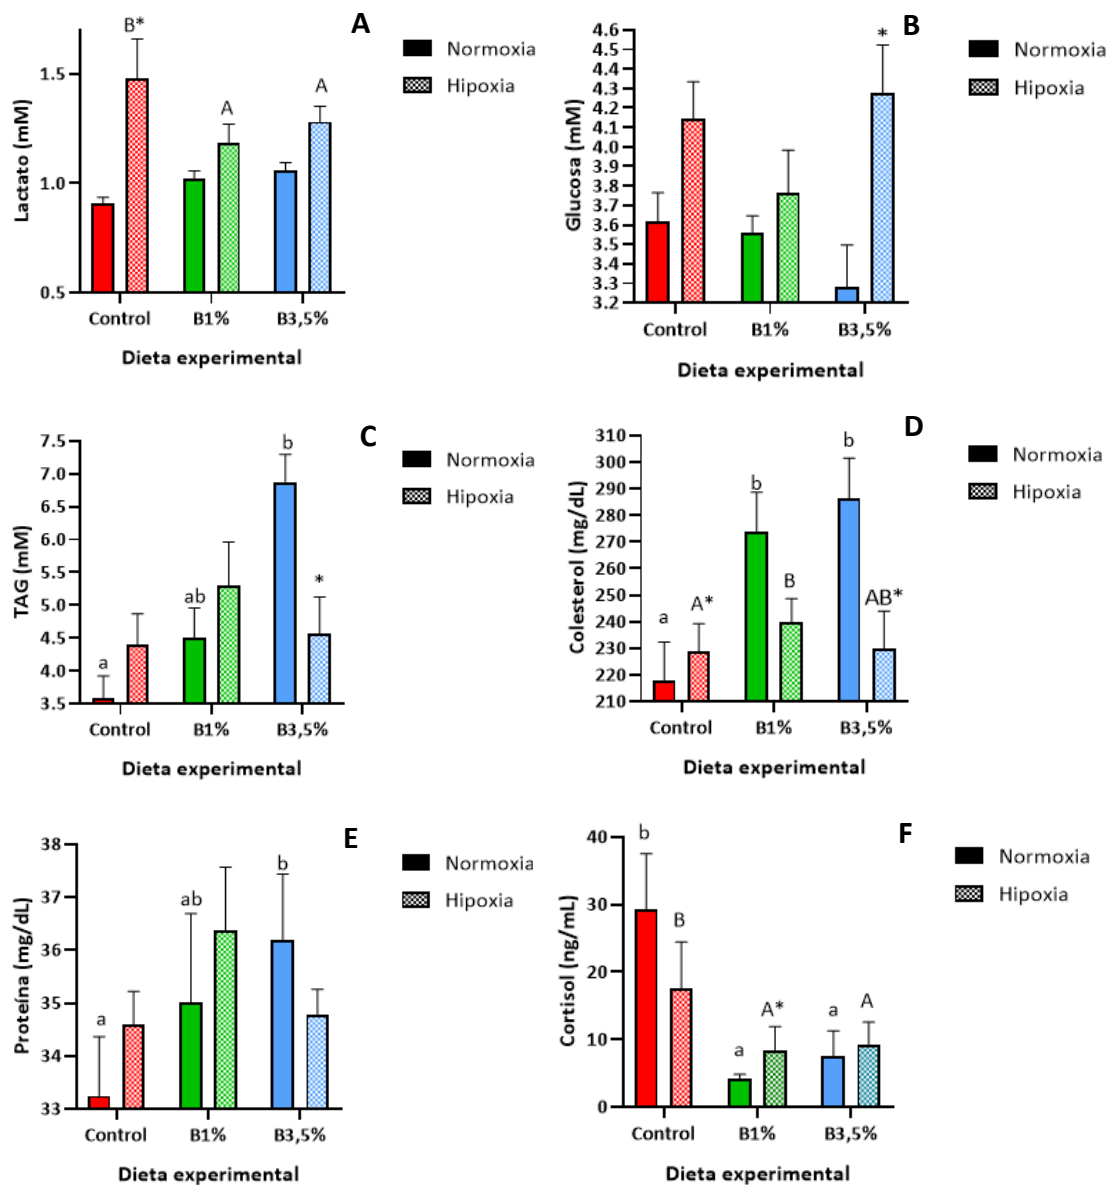 A
B*
A
A
Normoxia
Hipoxia
Lactato (mM)
1.5
1.0
0.5
Control B1% B3,5%
Dieta experimental
B
*
Normoxia
Hipoxia
Glucosa (mM)
4.6
4.5
4.4
4.3
4.2
4.1
4.0
3.9
3.8
3.7
3.6
3.5
3.4
3.3
3.2
Control B1% B3,5%
Dieta experimental
C
b
ab
*
a
Normoxia
Hipoxia
TAG (mM)
7.5
7.0
6.5
6.0
5.5
5.0
4.5
4.0
3.5
Control B1% B3,5%
Dieta experimental
D
b
b
B
AB*
A*
a
Normoxia
Hipoxia
Colesterol (mg/dL)
310
300
290
280
270
260
250
240
230
220
210
Control B1% B3,5%
Dieta experimental
E
b
ab
a
Normoxia
Hipoxia
Proteína (mg/dL)
38
37
36
35
34
33
Control B1% B3,5%
Dieta experimental
F
b
B
A*
a
a
A
Normoxia
Hipoxia
Cortisol (ng/mL)
40
30
20
10
0
Control B1% B3,5%
Dieta experimental